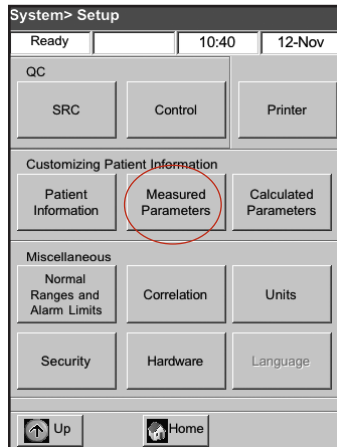 System> Setup
Ready 10:40 12-Nov
QC
SRC Control Printer
Customizing Patient Information
Patient Information
Measured Parameters
Calculated Parameters
Miscellaneous
Normal Ranges and Alarm Limits
Correlation
Units
Security Hardware Language
Up Home